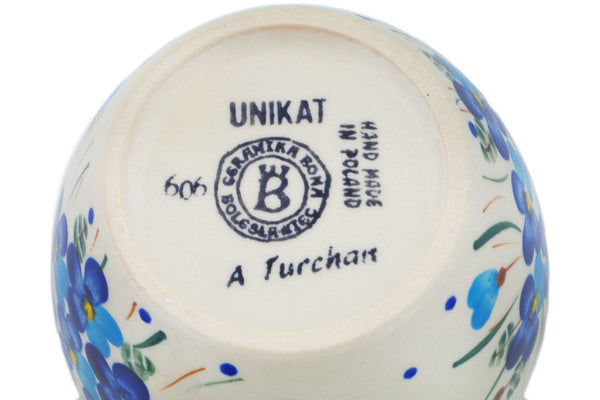 UNIKAT
CERAMIKA BONA
B
BOLESŁAWIEC
606
HAND MADE
IN POLAND
A Turchan